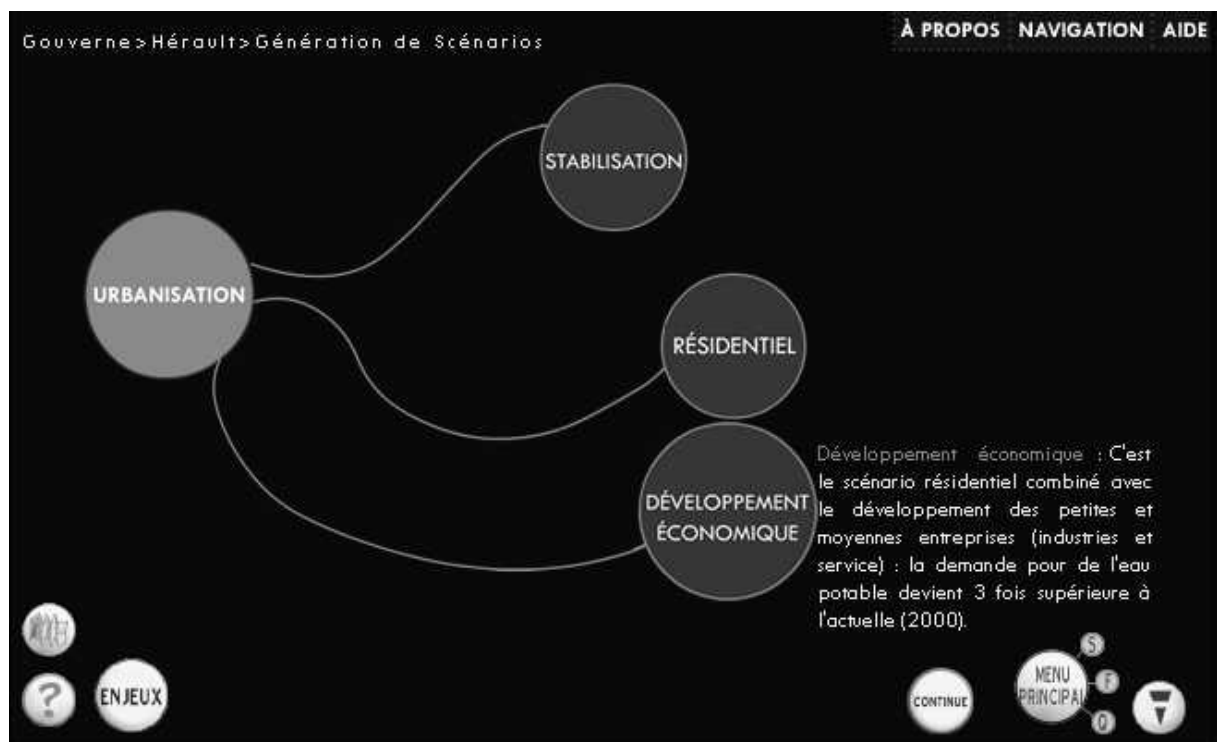 Gouverne>Hérault>Génération de Scénarios
À PROPOS NAVIGATION AIDE
STABILISATION
URBANISATION
RÉSIDENTIEL
DÉVELOPPEMENT
ÉCONOMIQUE
Développement économique : C'est
le scénario résidentiel combiné avec
le développement des petites et
moyennes entreprises (industries et
service) : la demande pour de l'eau
potable devient 3 fois supérieure à
l'actuelle (2000).
?
ENJEUX
CONTINUE
MENU
PRINCIPAL
S
F
Q